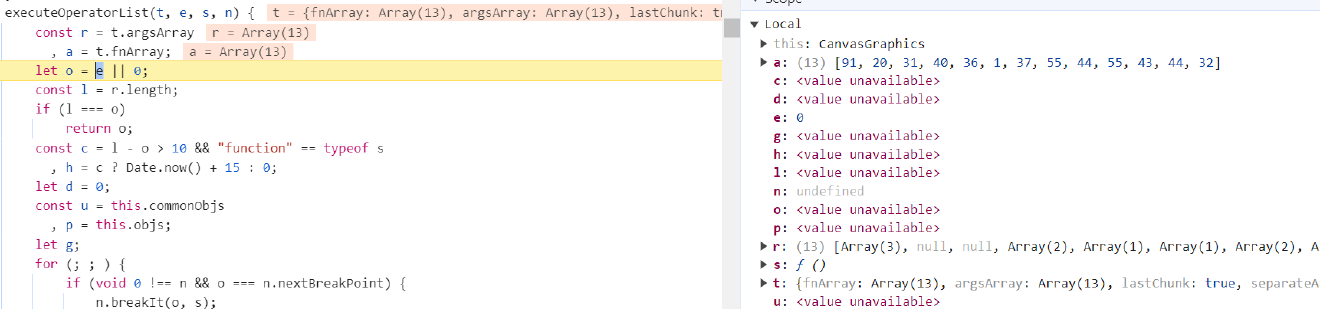 executeOperatorList(t, e, s, n) { t = {fnArray: Array(13), argsArray: Array(13), lastChunk: tr
const r = t.argsArray r = Array(13)
, a = t.fnArray; a = Array(13)
let o = e || 0;
const l = r.length;
if (l === o)
return o;
const c = l - o > 10 && "function" == typeof s
, h = c ? Date.now() + 15 : 0;
let d = 0;
const u = this.commonObjs
, p = this.objs;
let g;
for (; ; ) {
if (void 0 !== n && o === n.nextBreakPoint) {
n.breakIt(o, s);
Local
this: CanvasGraphics
a: (13) [91, 20, 31, 40, 36, 1, 37, 55, 44, 55, 43, 44, 32]
c: <value unavailable>
d: <value unavailable>
e: 0
g: <value unavailable>
h: <value unavailable>
l: <value unavailable>
n: undefined
o: <value unavailable>
p: <value unavailable>
r: (13) [Array(3), null, null, Array(2), Array(1), Array(1), Array(2), A
s: ƒ ()
t: {fnArray: Array(13), argsArray: Array(13), lastChunk: true, separateA
u: <value unavailable>